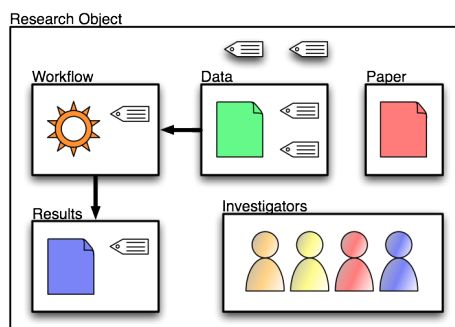 Research Object
Workflow
Data
Paper
Results
Investigators